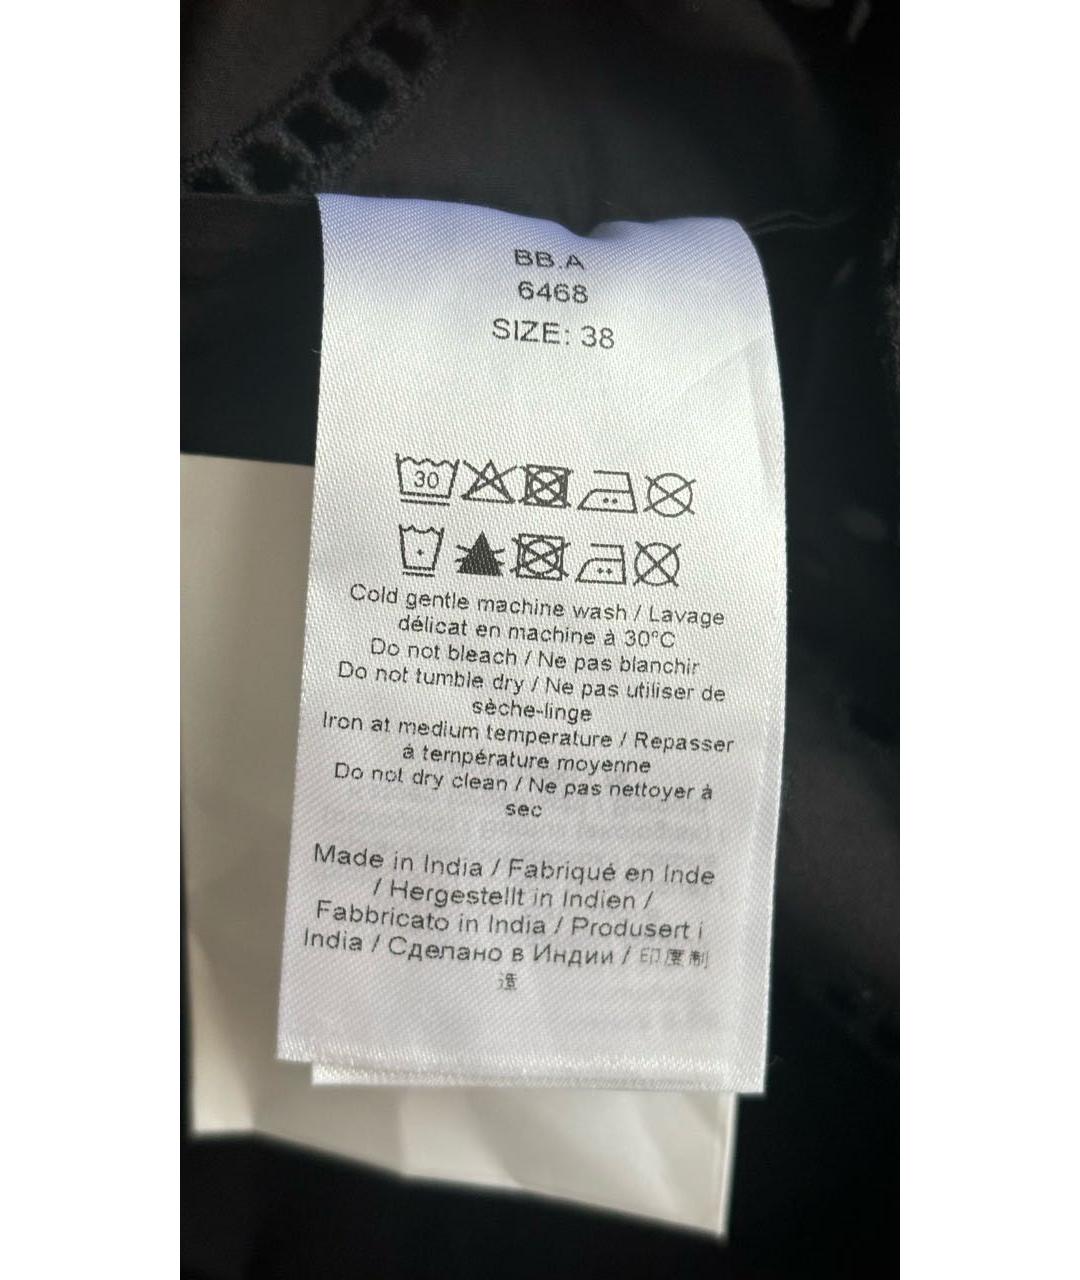 BB.A
6468
SIZE: 38
30
Cold gentle machine wash / Lavage
délicat en machine à 30°C
Do not bleach / Ne pas blanchir
Do not tumble dry / Ne pas utiliser de
sèche-linge
Iron at medium temperature / Repasser
à température moyenne
Do not dry clean / Ne pas nettoyer à
sec
Made in India / Fabriqué en Inde
/ Hergestellt in Indien /
Fabbricato in India / Produsert i
India / Сделано в Индии / 印度制
造